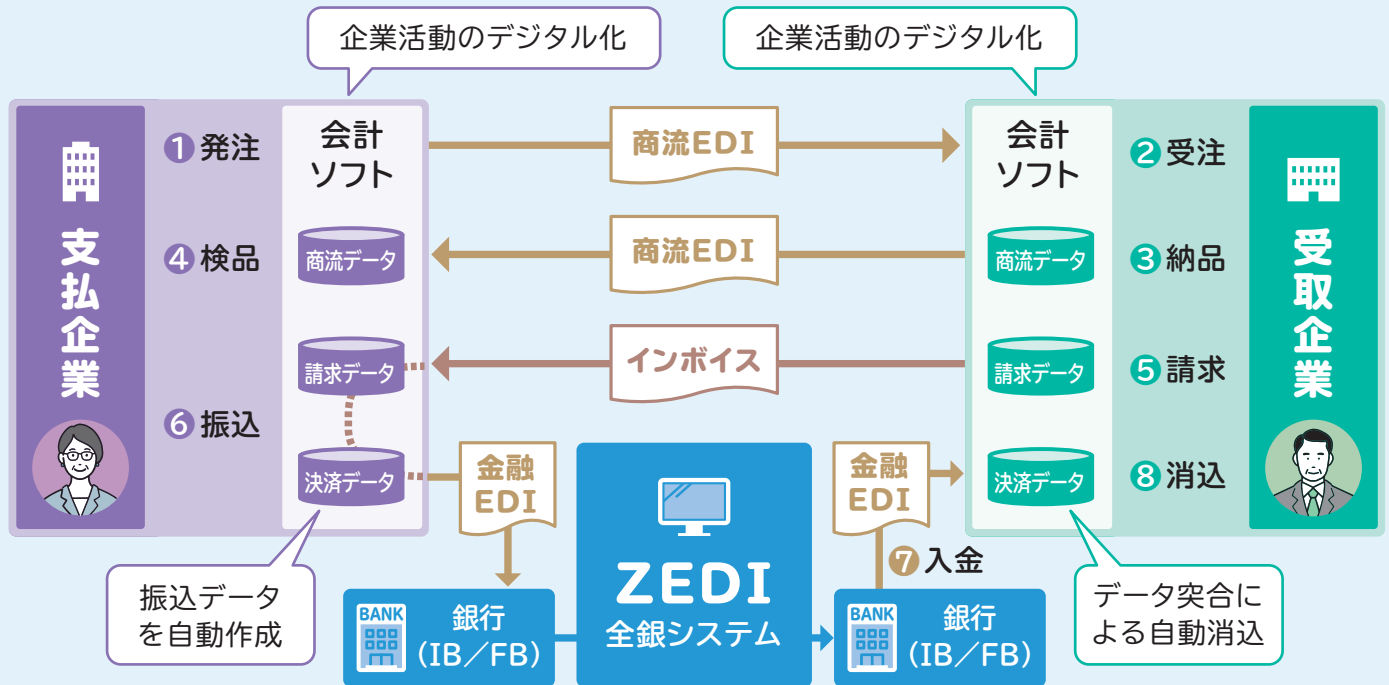 企業活動のデジタル化
企業活動のデジタル化
支払企業
❶発注
会計
ソフト
商流EDI
会計
ソフト
❷受注
受取企業
❹検品
商流データ
商流EDI
商流データ
❸納品
請求データ
インボイス
請求データ
❺請求
❻振込
決済データ
金融
EDI
ZEDI
全銀システム
金融
EDI
決済データ
❽消込
❼入金
振込データ
を自動作成
BANK
銀行
(IB/FB)
BANK
銀行
(IB/FB)
データ突合に
よる自動消込